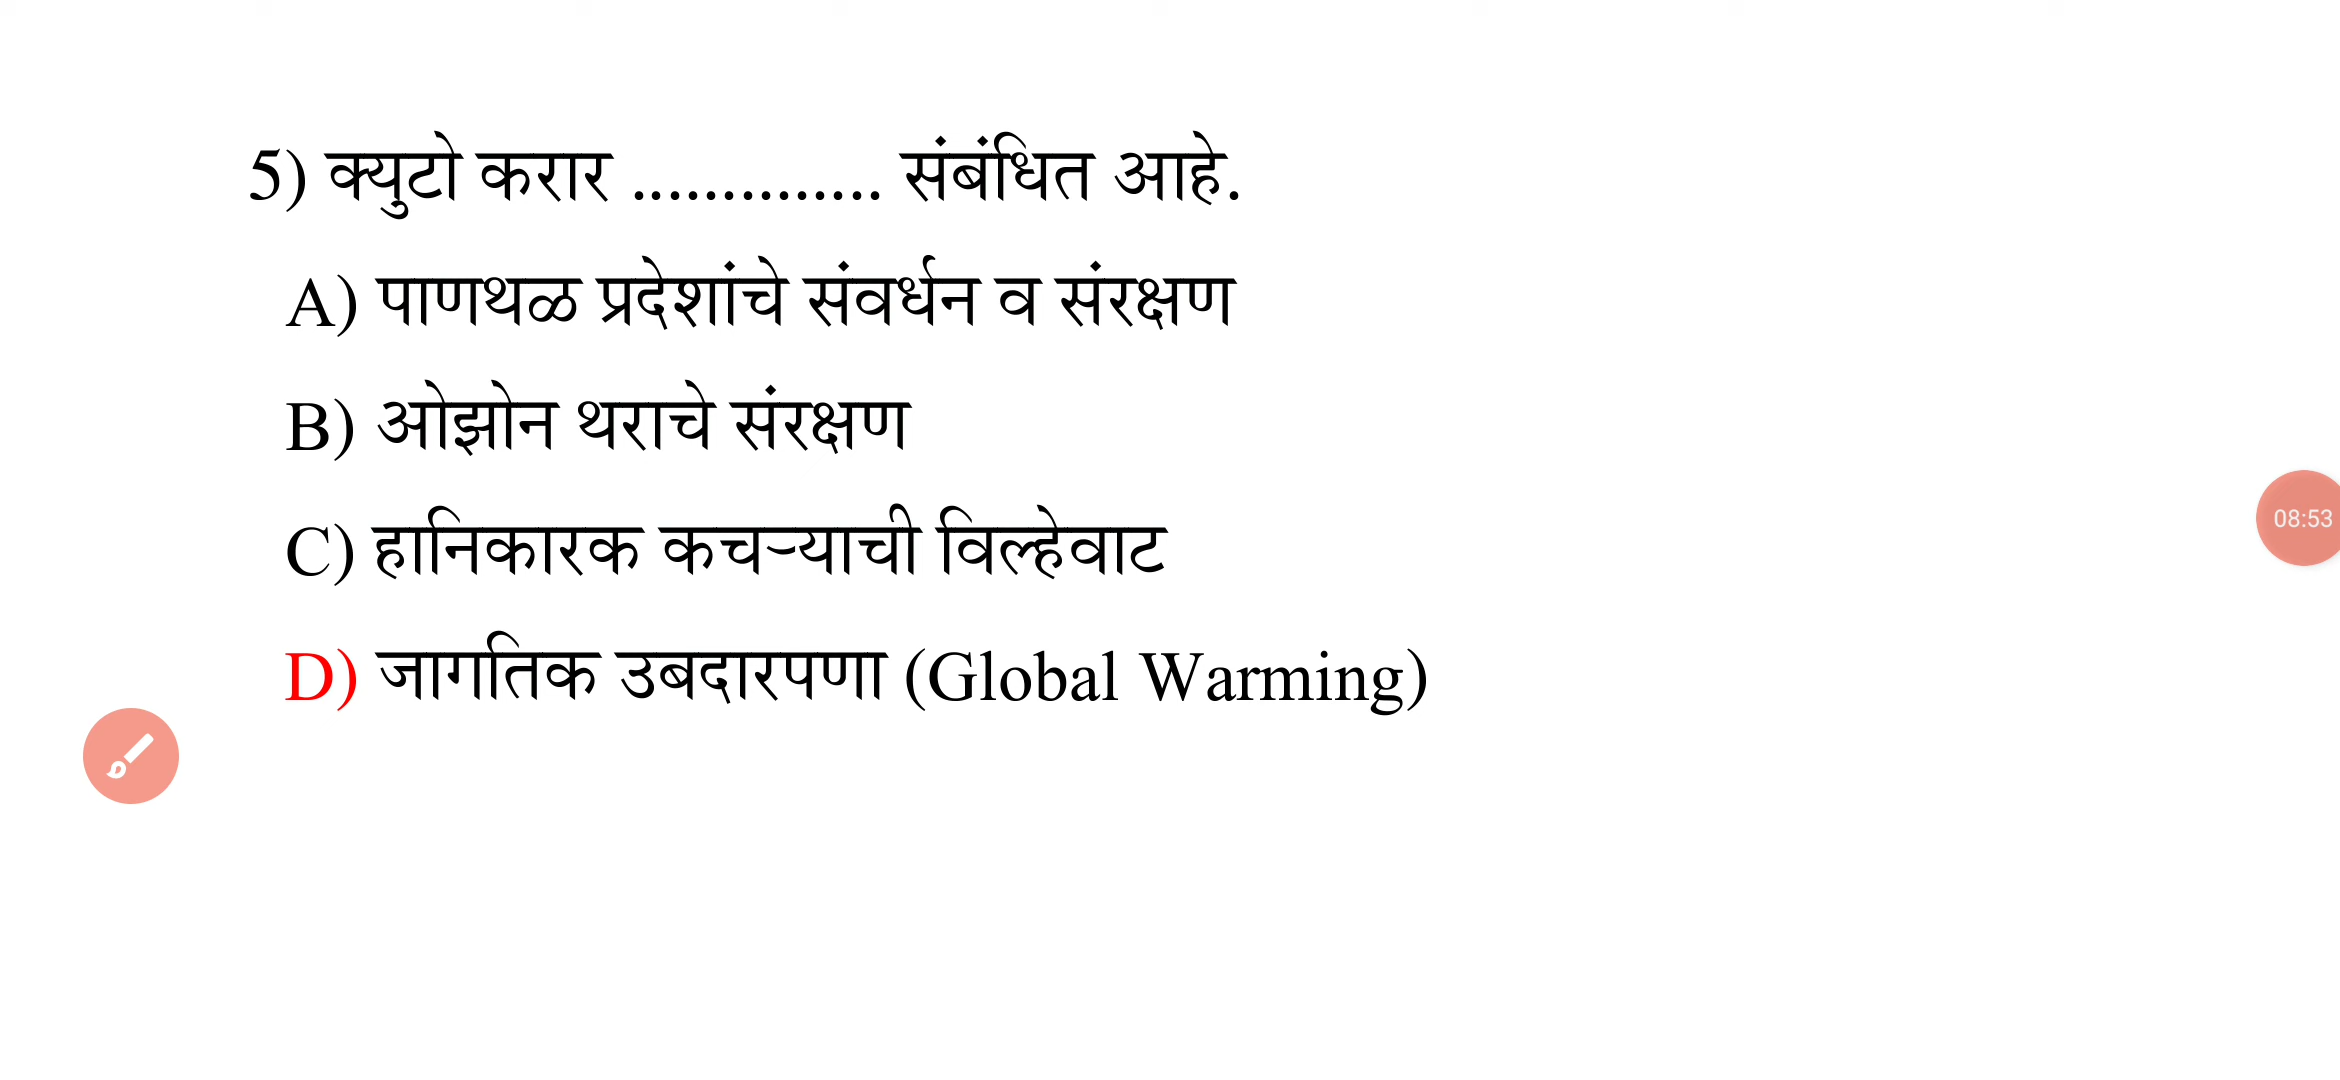 5) क्युटो करार .............. संबंधित आहे.
A) पाणथळ प्रदेशांचे संवर्धन व संरक्षण
B) ओझोन थराचे संरक्षण
C) हानिकारक कचऱ्याची विल्हेवाट
08:53
D) जागतिक उबदारपणा (Global Warming)